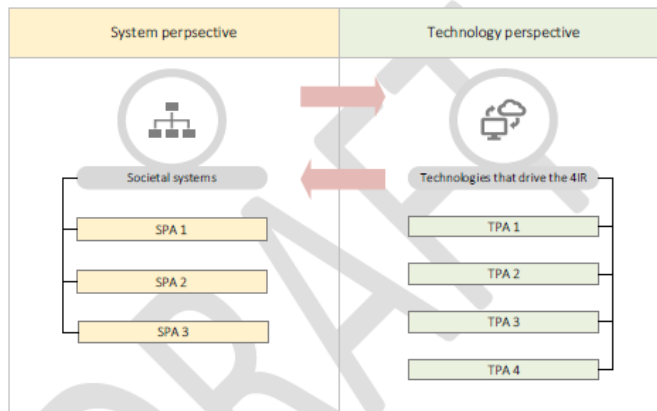 System perpsective
Technology perspective
Societal systems
SPA 1
SPA 2
SPA 3
Technologies that drive the 4IR
TPA 1
TPA 2
TPA 3
TPA 4
DRAFT